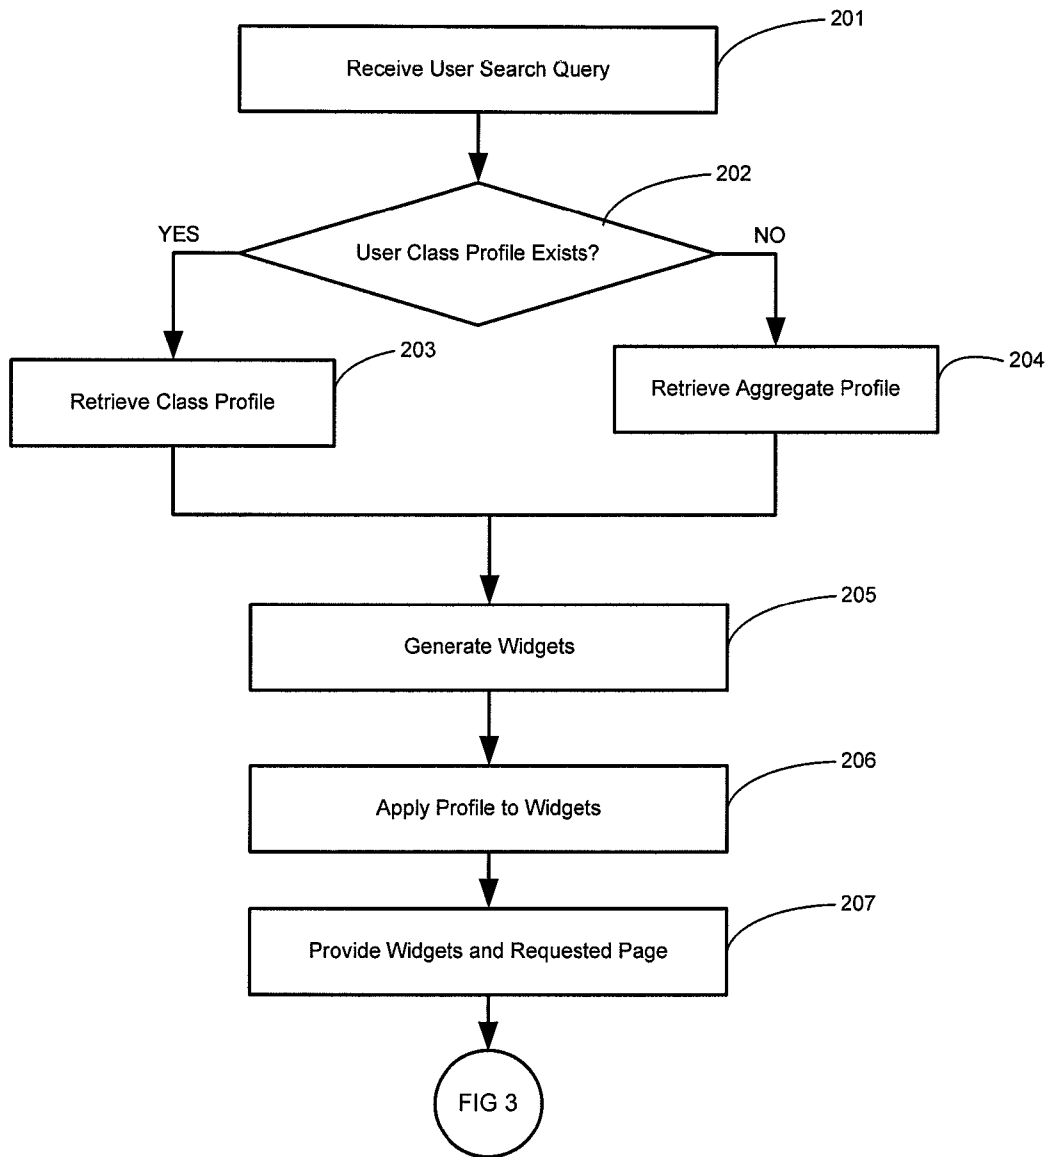 201
Receive User Search Query
202
YES
User Class Profile Exists?
NO
203
204
Retrieve Class Profile
Retrieve Aggregate Profile
205
Generate Widgets
206
Apply Profile to Widgets
207
Provide Widgets and Requested Page
FIG 3